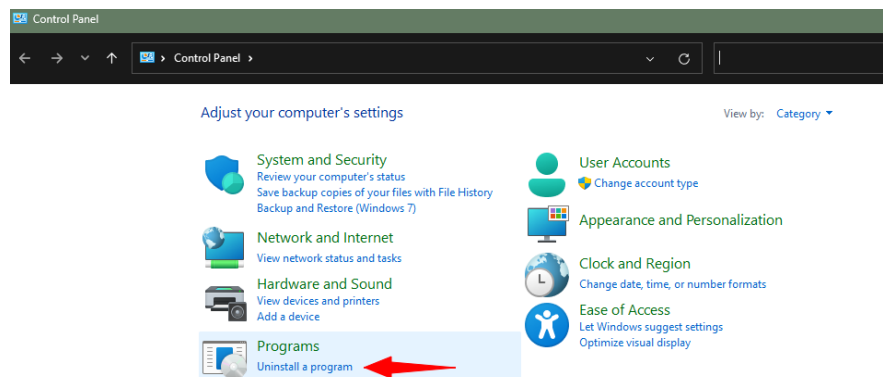 Control Panel
Control Panel
Adjust your computer's settings
View by: Category
System and Security
Review your computer's status
Save backup copies of your files with File History
Backup and Restore (Windows 7)
Network and Internet
View network status and tasks
Hardware and Sound
View devices and printers
Add a device
Programs
Uninstall a program
User Accounts
Change account type
Appearance and Personalization
Clock and Region
Change date, time, or number formats
Ease of Access
Let Windows suggest settings
Optimize visual display